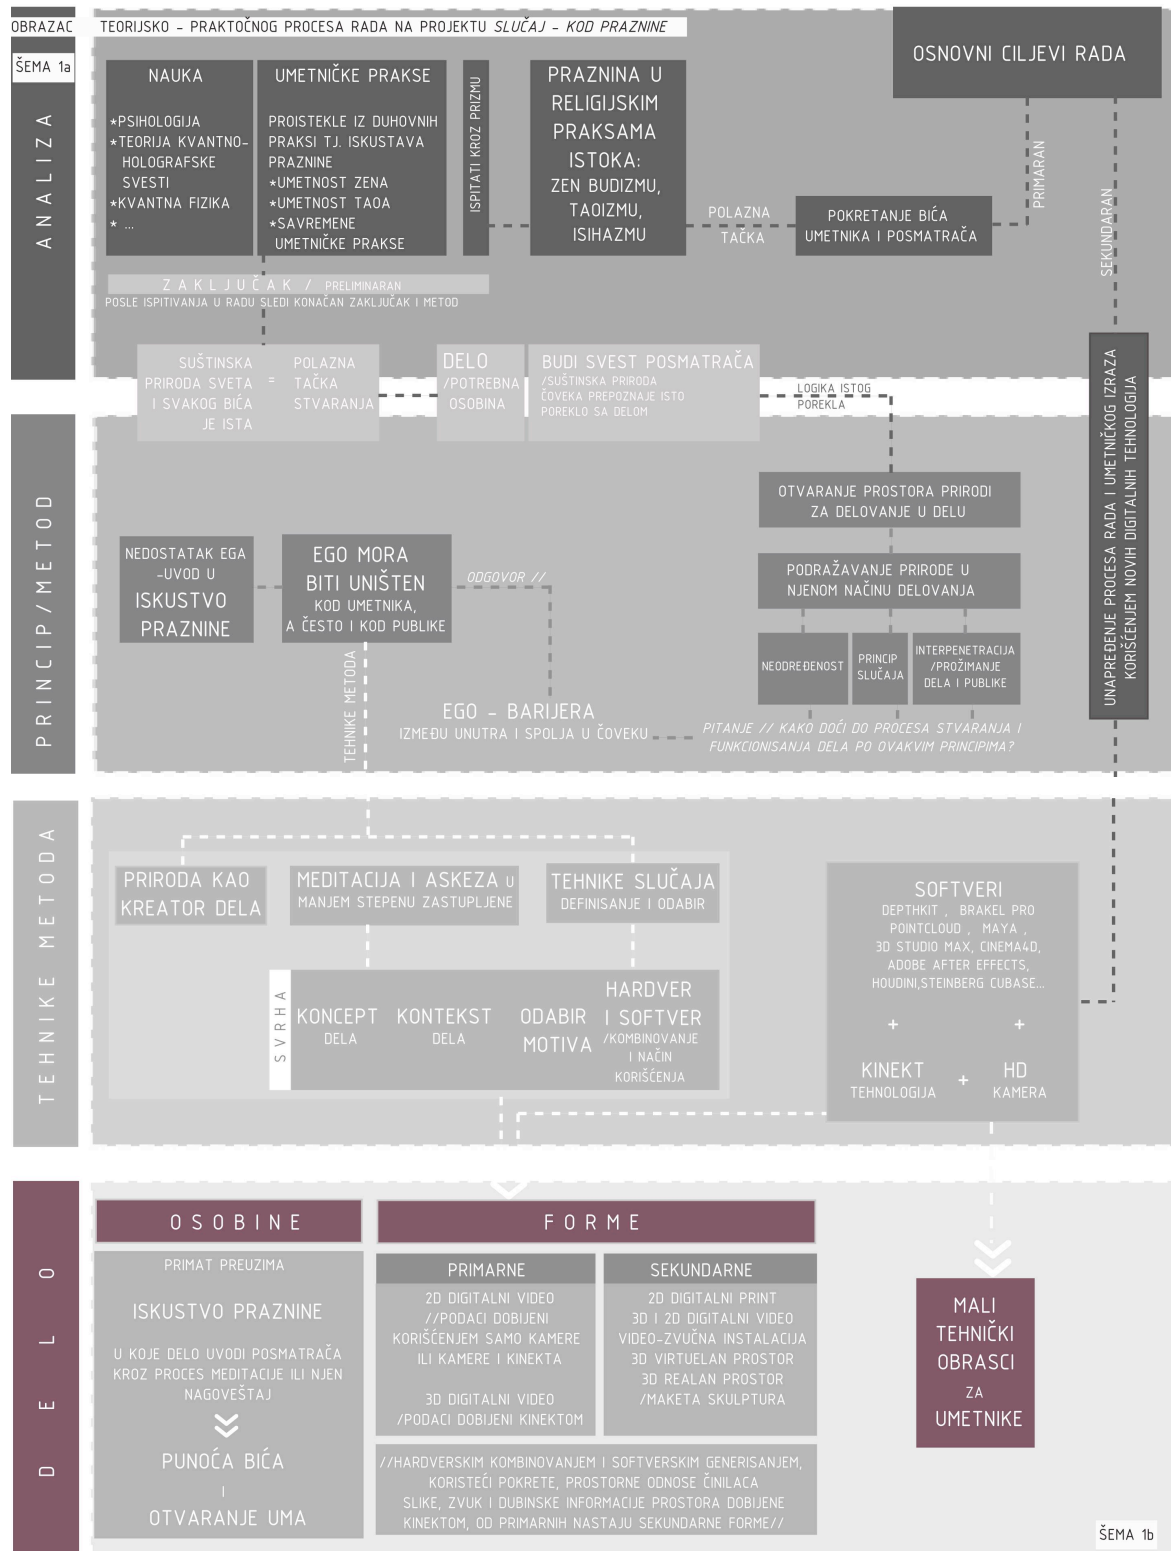 OBRAZAC
TEORIJSKO - PRAKTOČNOG PROCESA RADA NA PROJEKTU SLUČAJ - KOD PRAZNINE
ŠEMA 1a
ANALIZA
NAUKA
*PSIHOLOGIJA
*TEORIJA KVANTNO-
HOLOGRAFSKE
SVESTI
*KVANTNA FIZIKA
* ...
UMETNIČKE PRAKSE
PROISTEKLE IZ DUHOVNIH
PRAKSI TJ. ISKUSTAVA
PRAZNINE
*UMETNOST ZENA
*UMETNOST TAOA
*SAVREMENE
UMETNIČKE PRAKSE
ISPITATI KROZ PRIZMU
PRAZNINA U
RELIGIJSKIM
PRAKSAMA
ISTOKA:
ZEN BUDIZMU,
TAOIZMU,
ISIHAZMU
POLAZNA
TAČKA
POKRETANJE BIĆA
UMETNIKA I POSMATRAČA
OSNOVNI CILJEVI RADA
PRIMARAN
SEKUNDARAN
ZAKLJUČAK / PRELIMINARAN
POSLE ISPITIVANJA U RADU SLEDI KONAČAN ZAKLJUČAK I METOD
SUŠTINSKA
PRIRODA SVETA
I SVAKOG BIĆA
JE ISTA
=
POLAZNA
TAČKA
STVARANJA
DELO
/POTREBNA
OSOBINA
BUDI SVEST POSMATRAČA
/SUŠTINSKA PRIRODA
ČOVEKA PREPOZNAJE ISTO
POREKLO SA DELOM
LOGIKA ISTOG
POREKLA
UNAPREĐENJE PROCESA RADA I UMETNIČKOG IZRAZA
KORIŠĆENJEM NOVIH DIGITALNIH TEHNOLOGIJA
PRINCIP/METOD
NEDOSTATAK EGA
-UVOD U
ISKUSTVO
PRAZNINE
EGO MORA
BITI UNIŠTEN
KOD UMETNIKA,
A ČESTO I KOD PUBLIKE
ODGOVOR //
TEHNIKE METODA
EGO - BARIJERA
IZMEĐU UNUTRA I SPOLJA U ČOVEKU
OTVARANJE PROSTORA PRIRODI
ZA DELOVANJE U DELU
PODRAŽAVANJE PRIRODE U
NJENOM NAČINU DELOVANJA
NEODREĐENOST
PRINCIP
SLUČAJA
INTERPENETRACIJA
/PROŽIMANJE
DELA I PUBLIKE
PITANJE // KAKO DOĆI DO PROCESA STVARANJA I
FUNKCIONISANJA DELA PO OVAKVIM PRINCIPIMA?
TEHNIKE METODA
PRIRODA KAO
KREATOR DELA
MEDITACIJA I ASKEZA U
MANJEM STEPENU ZASTUPLJENE
TEHNIKE SLUČAJA
DEFINISANJE I ODABIR
SVRHA
KONCEPT
DELA
KONTEKST
DELA
ODABIR
MOTIVA
HARDVER
I SOFTVER
/KOMBINOVANJE
I NAČIN
KORIŠĆENJA
SOFTVERI
DEPTHKIT , BRAKEL PRO
POINTCLOUD , MAYA ,
3D STUDIO MAX, CINEMA4D,
ADOBE AFTER EFFECTS,
HOUDINI,STEINBERG CUBASE...
+ +
KINEKT
TEHNOLOGIJA
+
HD
KAMERA
DELO
OSOBINE
PRIMAT PREUZIMA
ISKUSTVO PRAZNINE
U KOJE DELO UVODI POSMATRAČA
KROZ PROCES MEDITACIJE ILI NJEN
NAGOVEŠTAJ
PUNOĆA BIĆA
I
OTVARANJE UMA
FORME
PRIMARNE
2D DIGITALNI VIDEO
//PODACI DOBIJENI
KORIŠĆENJEM SAMO KAMERE
ILI KAMERE I KINEKTA
3D DIGITALNI VIDEO
/PODACI DOBIJENI KINEKTOM
SEKUNDARNE
2D DIGITALNI PRINT
3D I 2D DIGITALNI VIDEO
VIDEO-ZVUČNA INSTALACIJA
3D VIRTUELAN PROSTOR
3D REALAN PROSTOR
/MAKETA SKULPTURA
//HARDVERSKIM KOMBINOVANJEM I SOFTVERSKIM GENERISANJEM,
KORISTEĆI POKRETE, PROSTORNE ODNOSE ČINILACA
SLIKE, ZVUK I DUBINSKE INFORMACIJE PROSTORA DOBIJENE
KINEKTOM, OD PRIMARNIH NASTAJU SEKUNDARNE FORME//
MALI
TEHNIČKI
OBRASCI
ZA
UMETNIKE
ŠEMA 1b